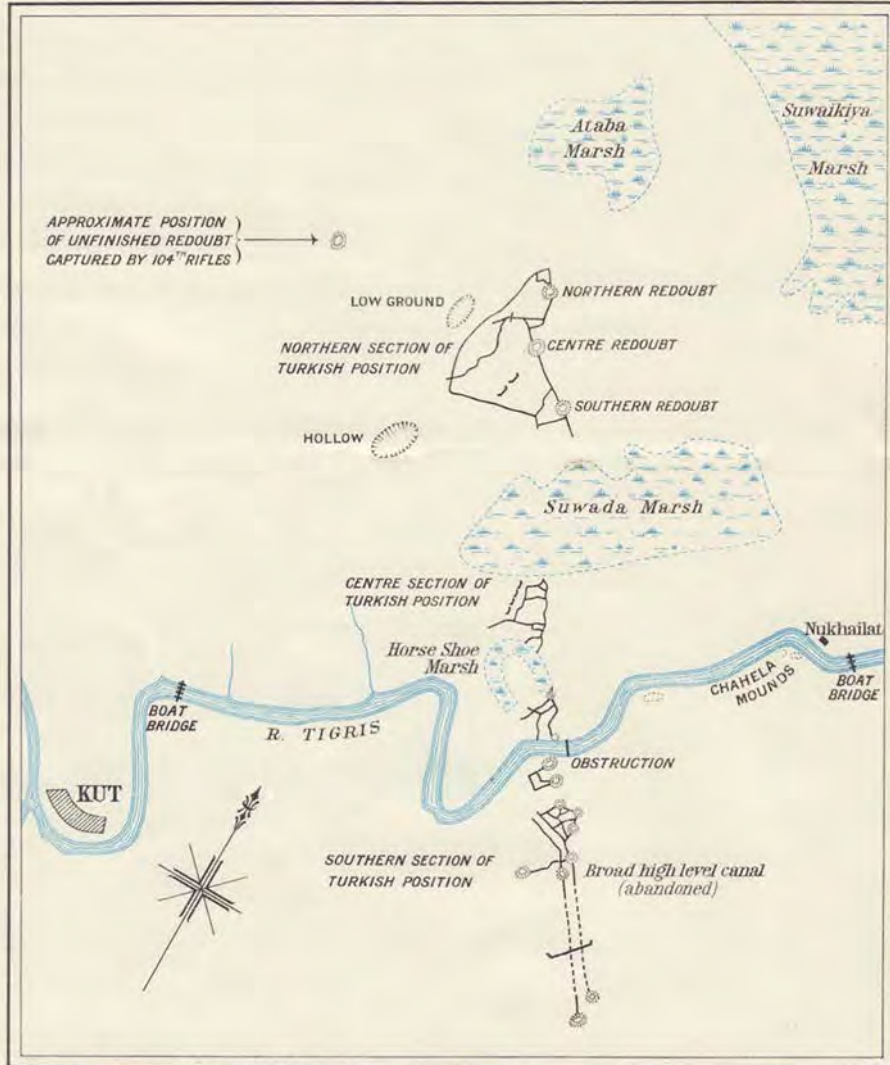 Ataba
Marsh
Suwaikiya
Marsh
APPROXIMATE POSITION
OF UNFINISHED REDOUBT
CAPTURED BY 104TH RIFLES
LOW GROUND
NORTHERN REDOUBT
NORTHERN SECTION OF
TURKISH POSITION
CENTRE REDOUBT
SOUTHERN REDOUBT
HOLLOW
Suwada Marsh
CENTRE SECTION OF
TURKISH POSITION
Horse Shoe
Marsh
Nukhailat
CHAHELA
MOUNDS
BOAT
BRIDGE
BOAT
BRIDGE
R. TIGRIS
OBSTRUCTION
KUT
SOUTHERN SECTION OF
TURKISH POSITION
Broad high level canal
(abandoned)